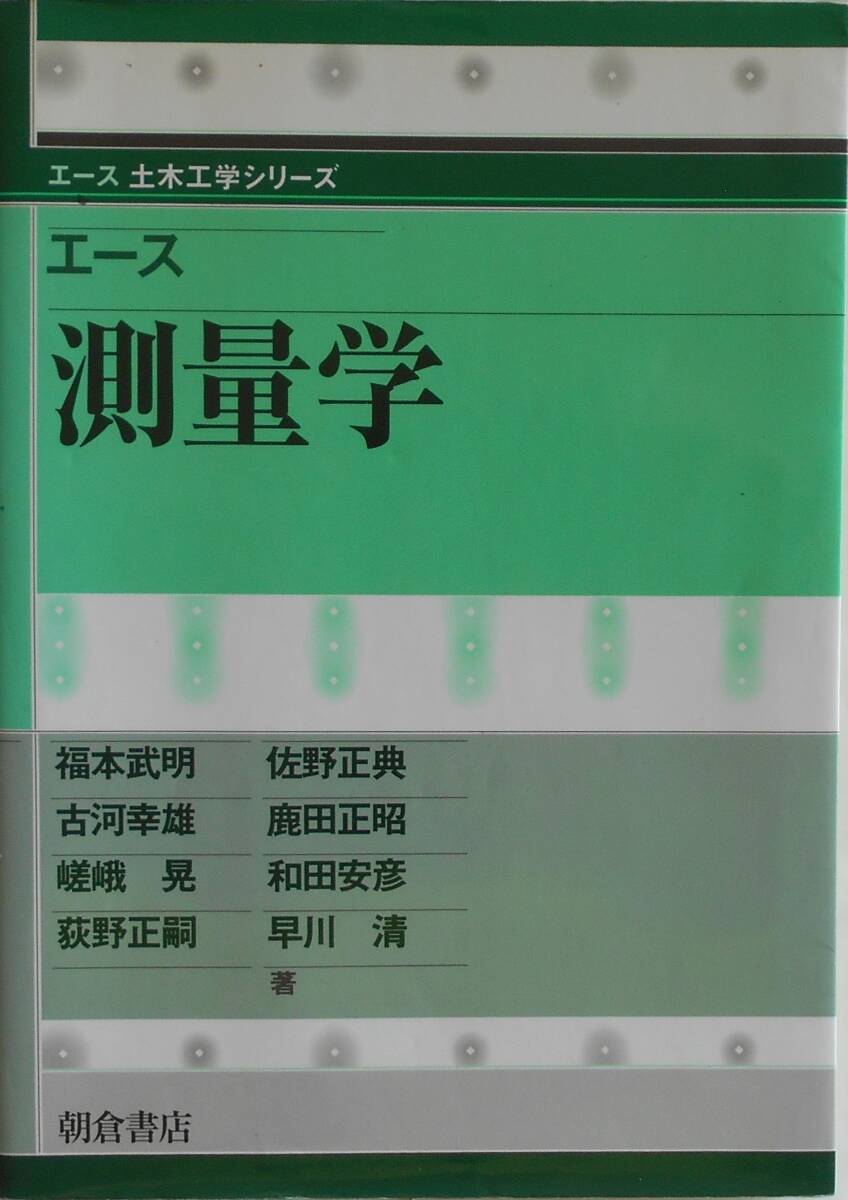 エース 土木工学シリーズ
エース
測量学
福本武明 佐野正典
古河幸雄 鹿田正昭
嵯峨 晃 和田安彦
荻野正嗣 早川 清
著
朝倉書店